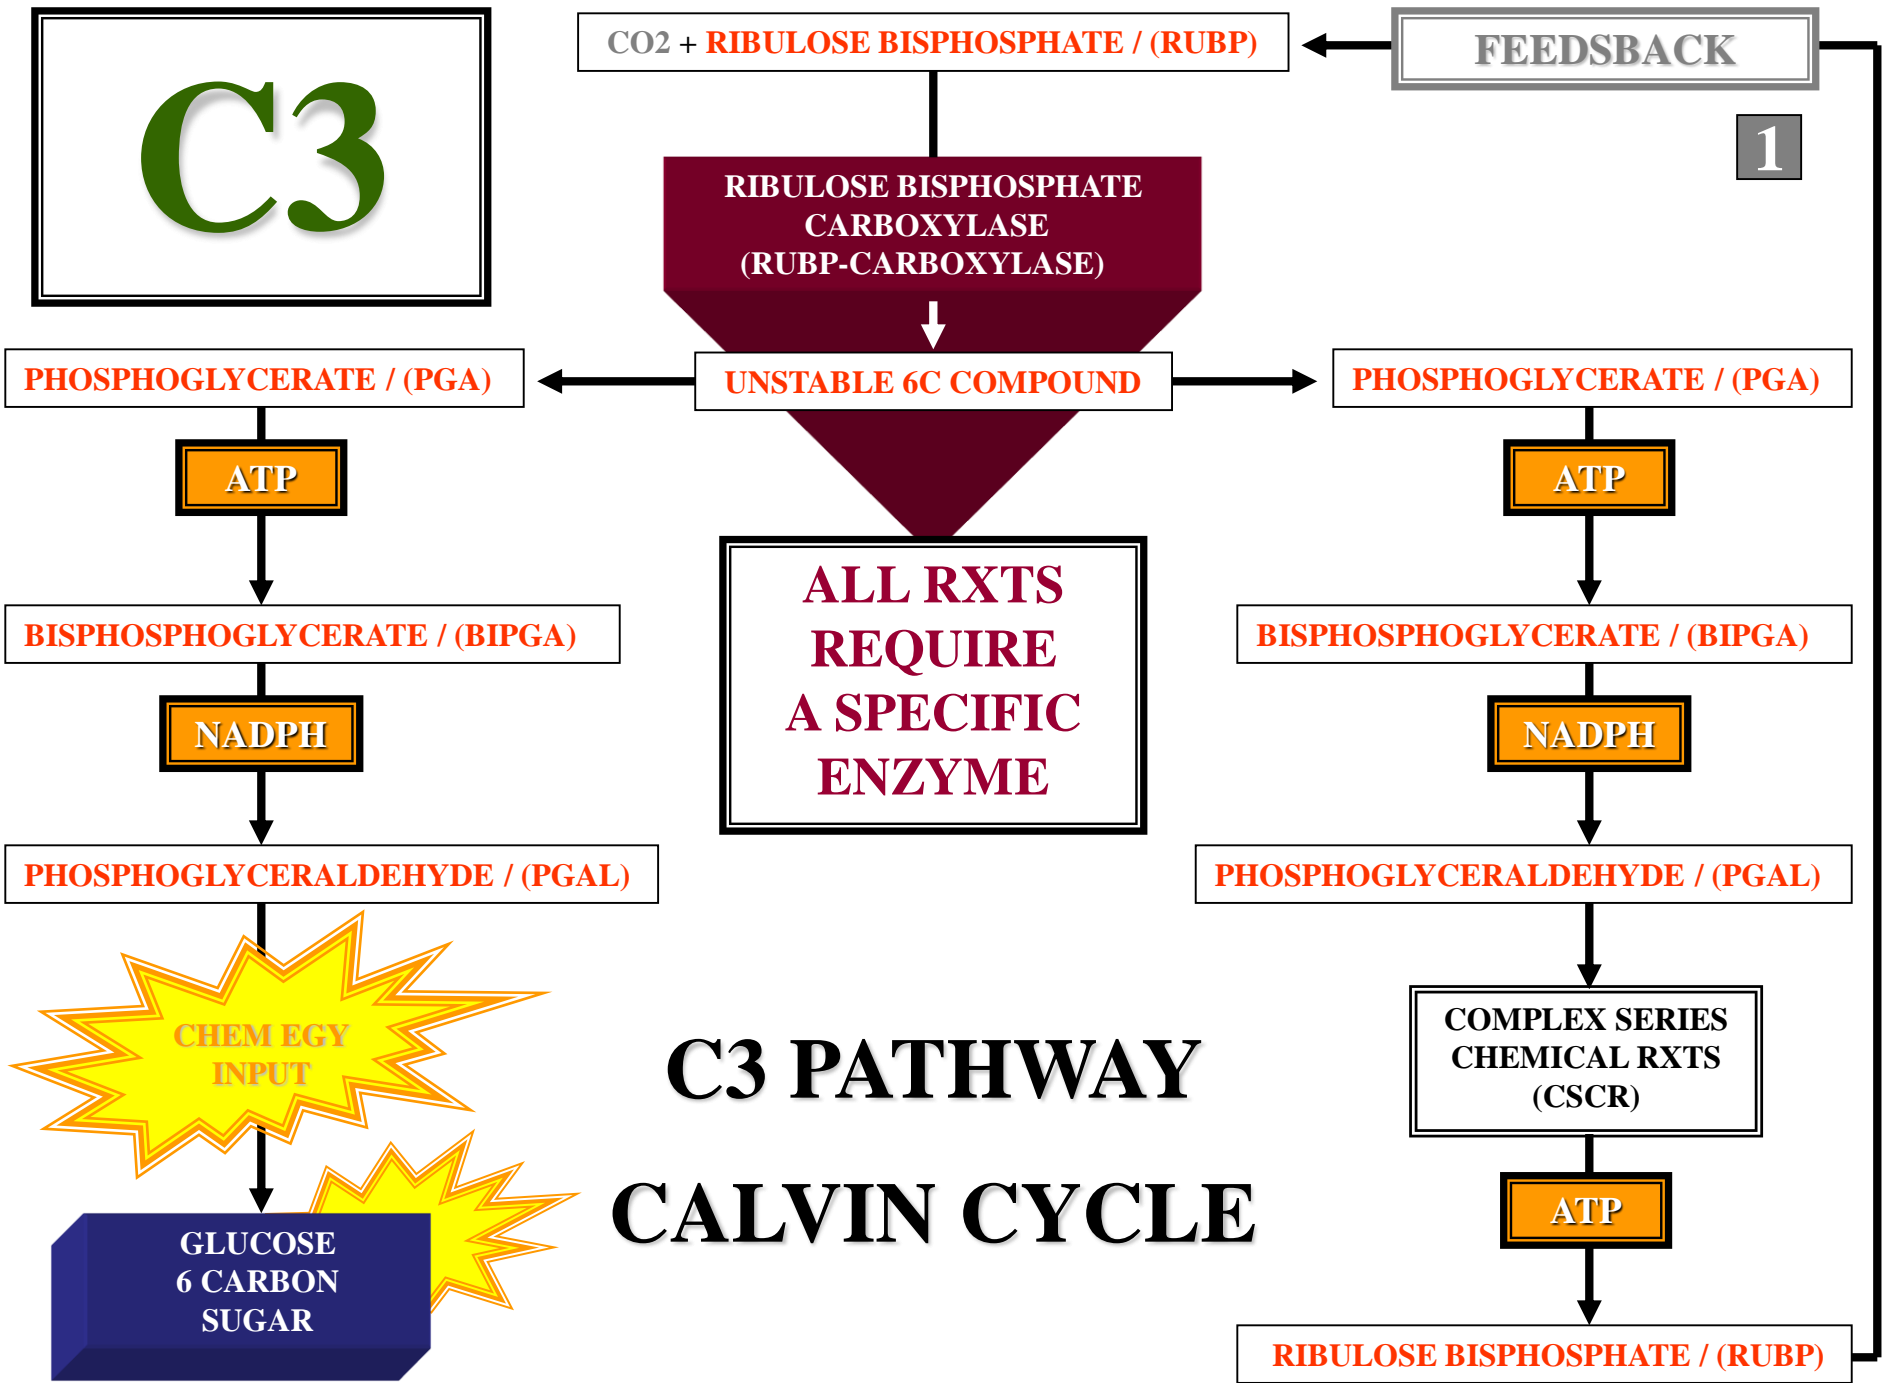 C3
CO2 + RIBULOSE BISPHOSPHATE / (RUBP)
FEEDSBACK
1
RIBULOSE BISPHOSPHATE
CARBOXYLASE
(RUBP-CARBOXYLASE)
PHOSPHOGLYCERATE / (PGA)
UNSTABLE 6C COMPOUND
PHOSPHOGLYCERATE / (PGA)
ATP
ATP
ALL RXTS
REQUIRE
A SPECIFIC
ENZYME
BISPHOSPHOGLYCERATE / (BIPGA)
BISPHOSPHOGLYCERATE / (BIPGA)
NADPH
NADPH
PHOSPHOGLYCERALDEHYDE / (PGAL)
PHOSPHOGLYCERALDEHYDE / (PGAL)
CHEM EGY
INPUT
C3 PATHWAY
CALVIN CYCLE
COMPLEX SERIES
CHEMICAL RXTS
(CSCR)
ATP
GLUCOSE
6 CARBON
SUGAR
RIBULOSE BISPHOSPHATE / (RUBP)